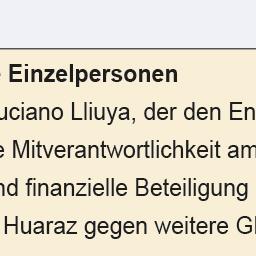 Einzelpersonen
uciano Lliuya, der den En
e Mitverantwortlichkeit am
nd finanzielle Beteiligung
Huaraz gegen weitere Gl